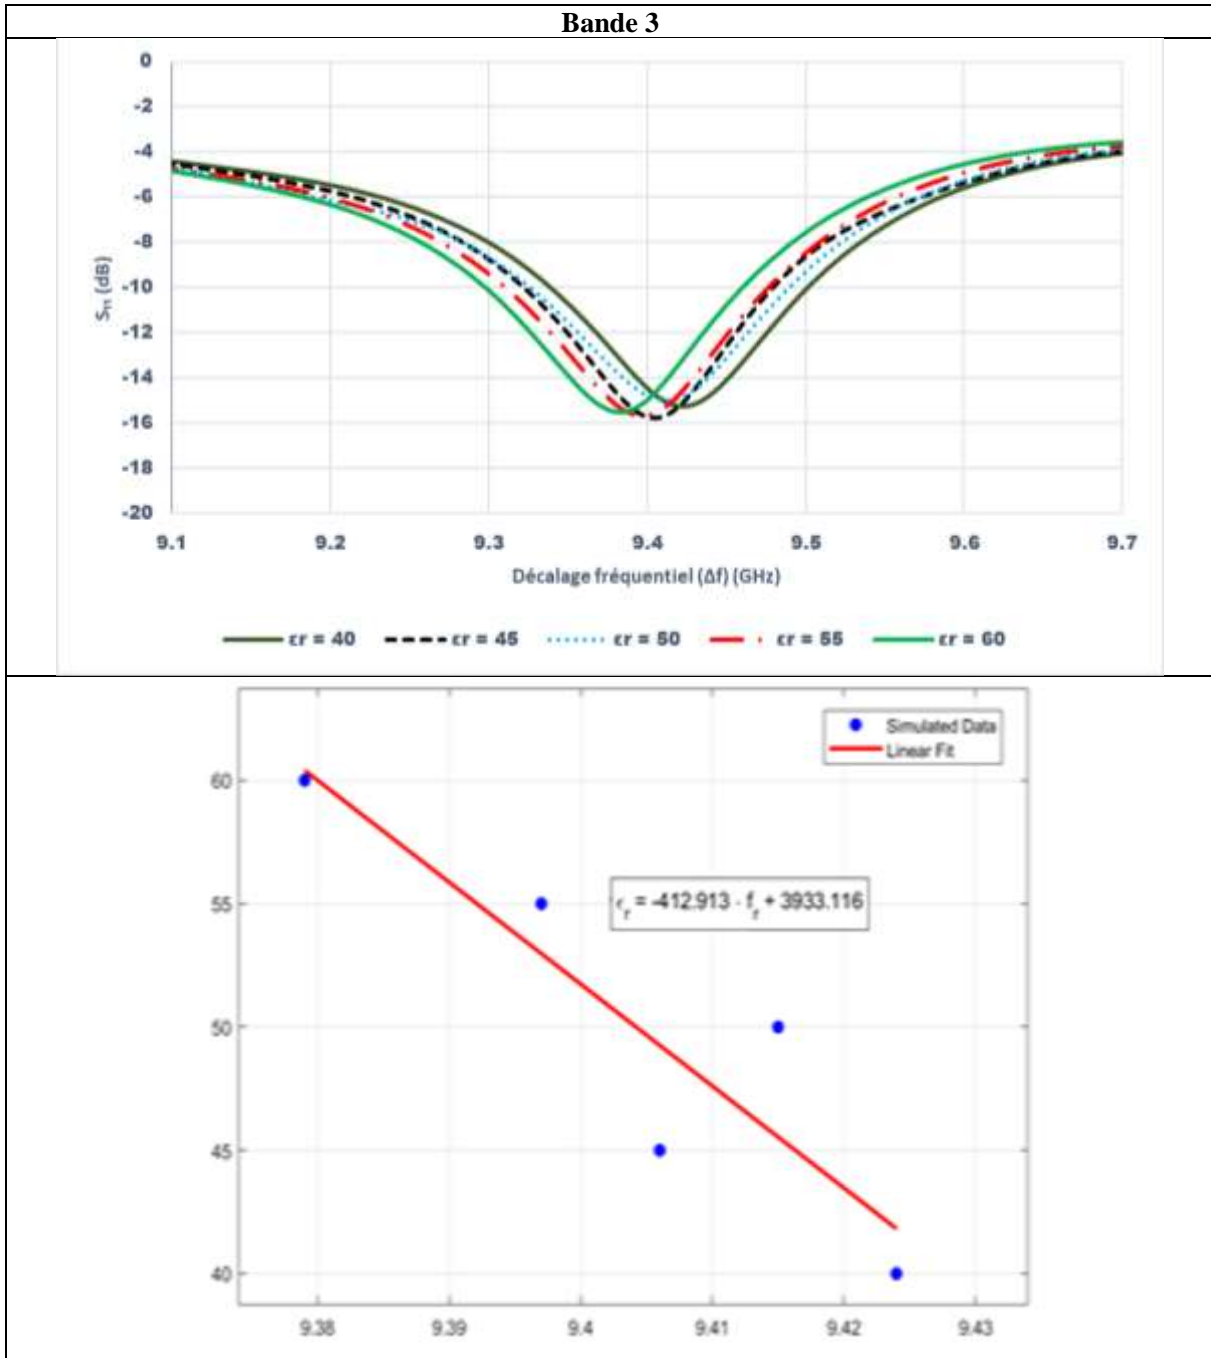 Bande 3
0
-2
-4
-6
-8
-10
-12
-14
-16
-18
-20
S11 (dB)
9.1 9.2 9.3 9.4 9.5 9.6 9.7
Décalage fréquentiel (Δf) (GHz)
εr = 40 εr = 45 εr = 50 εr = 55 εr = 60
Simulated Data
Linear Fit
60
55
50
45
40
ϵr = -412.913 · fr + 3933.116
9.38 9.39 9.4 9.41 9.42 9.43